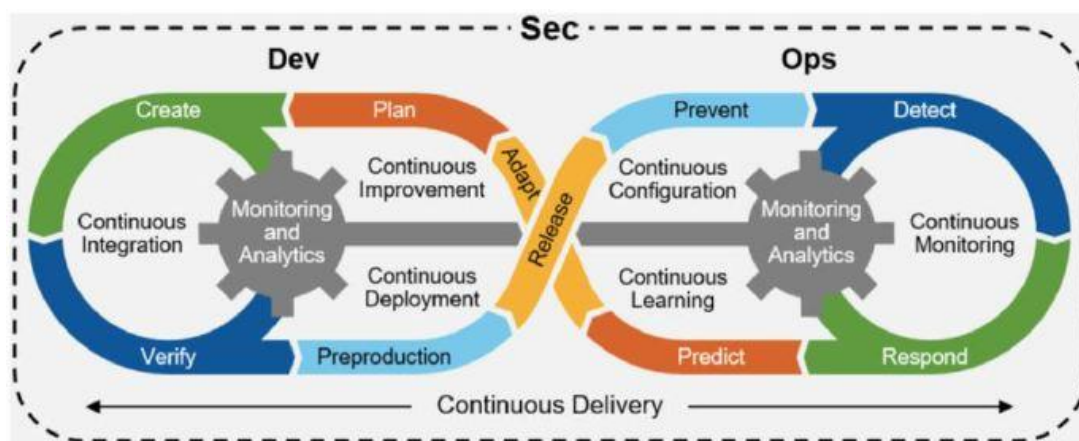 Sec
Dev
Ops
Create
Plan
Prevent
Detect
Adapt
Release
Continuous
Improvement
Continuous
Configuration
Continuous
Integration
Monitoring
and
Analytics
Monitoring
and
Analytics
Continuous
Monitoring
Continuous
Deployment
Continuous
Learning
Verify
Preproduction
Predict
Respond
Continuous Delivery